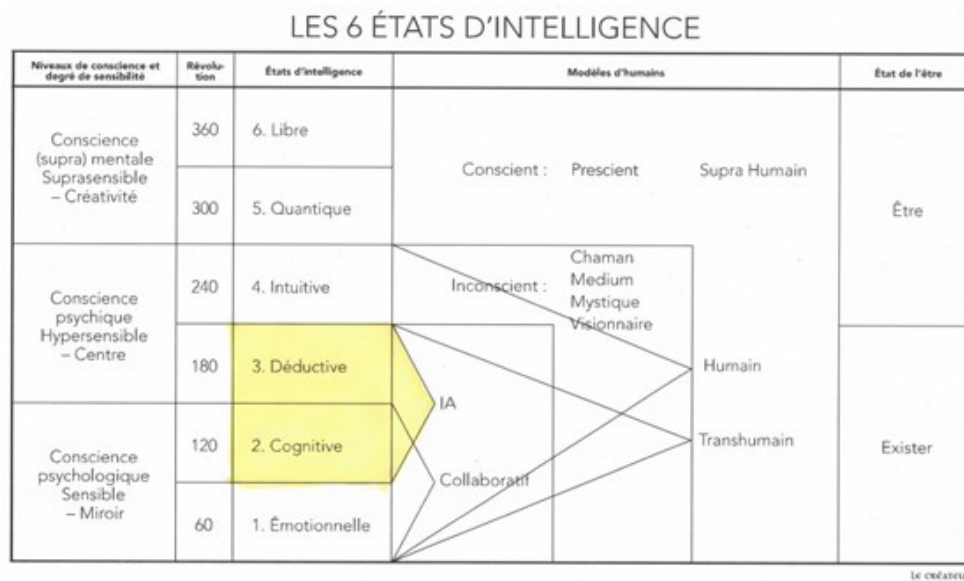 LES 6 ÉTATS D'INTELLIGENCE
Niveaux de conscience et
degré de sensibilité
Révolu-
tion
États d'intelligence
Modèles d'humains
État de l'être
Conscience
(supra) mentale
Suprasensible
– Créativité
360
6. Libre
300
5. Quantique
Conscient :
Prescient
Supra Humain
Être
Conscience
psychique
Hypersensible
– Centre
240
4. Intuitive
Inconscient :
Chaman
Medium
Mystique
Visionnaire
180
3. Déductive
IA
Humain
Conscience
psychologique
Sensible
– Miroir
120
2. Cognitive
Collaboratif
Transhumain
Exister
60
1. Émotionnelle
LE CRÉATEUR